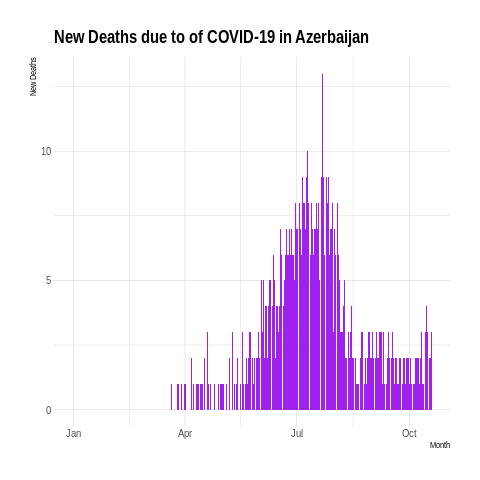 New Deaths due to of COVID-19 in Azerbaijan
New Deaths
10
5
0
Jan Apr Jul Oct
Month